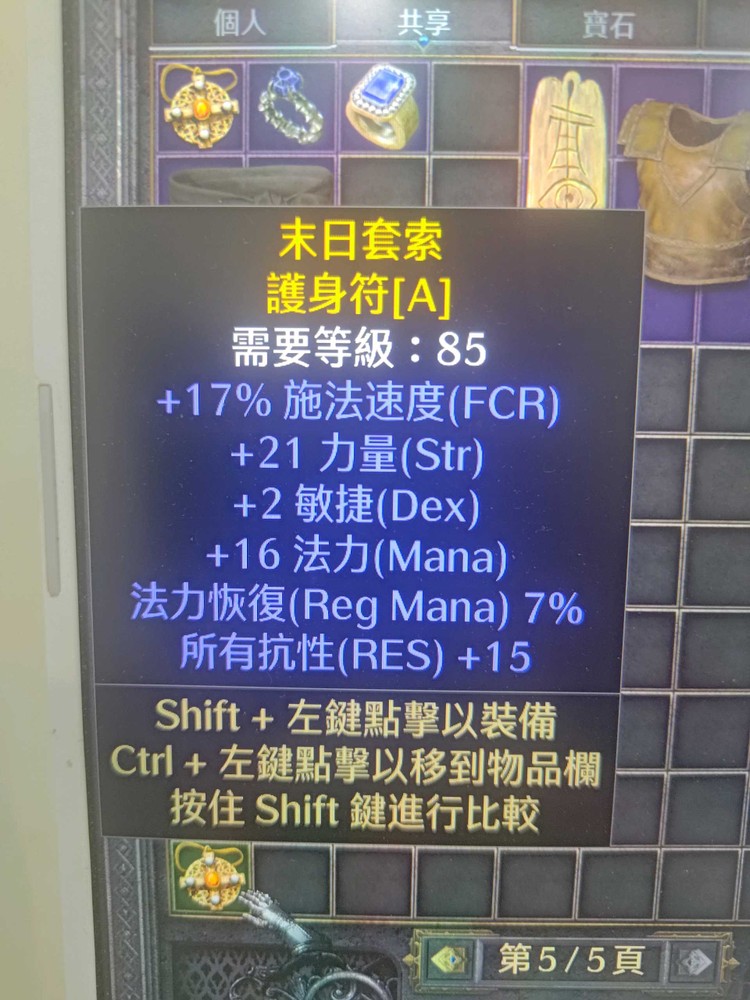 個人 共享 寶石
末日套索
護身符[A]
需要等級：85
+17% 施法速度(FCR)
+21 力量(Str)
+2 敏捷(Dex)
+16 法力(Mana)
法力恢復(Reg Mana) 7%
所有抗性(RES) +15
Shift + 左鍵點擊以裝備
Ctrl + 左鍵點擊以移到物品欄
按住 Shift 鍵進行比較
第5/5頁